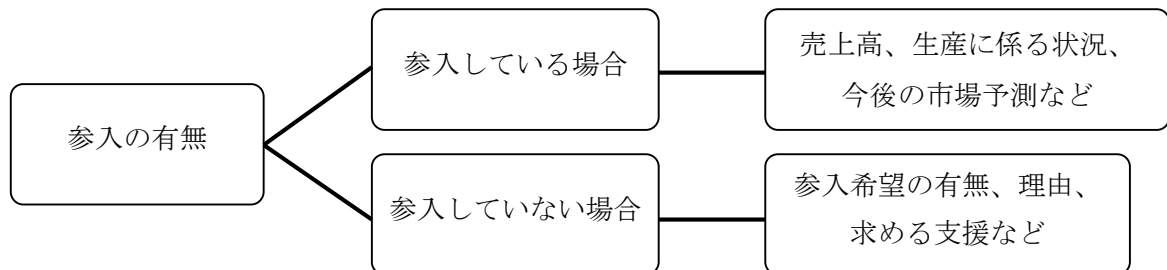 参入の有無
参入している場合
売上高、生産に係る状況、
今後の市場予測など
参入していない場合
参入希望の有無、理由、
求める支援など